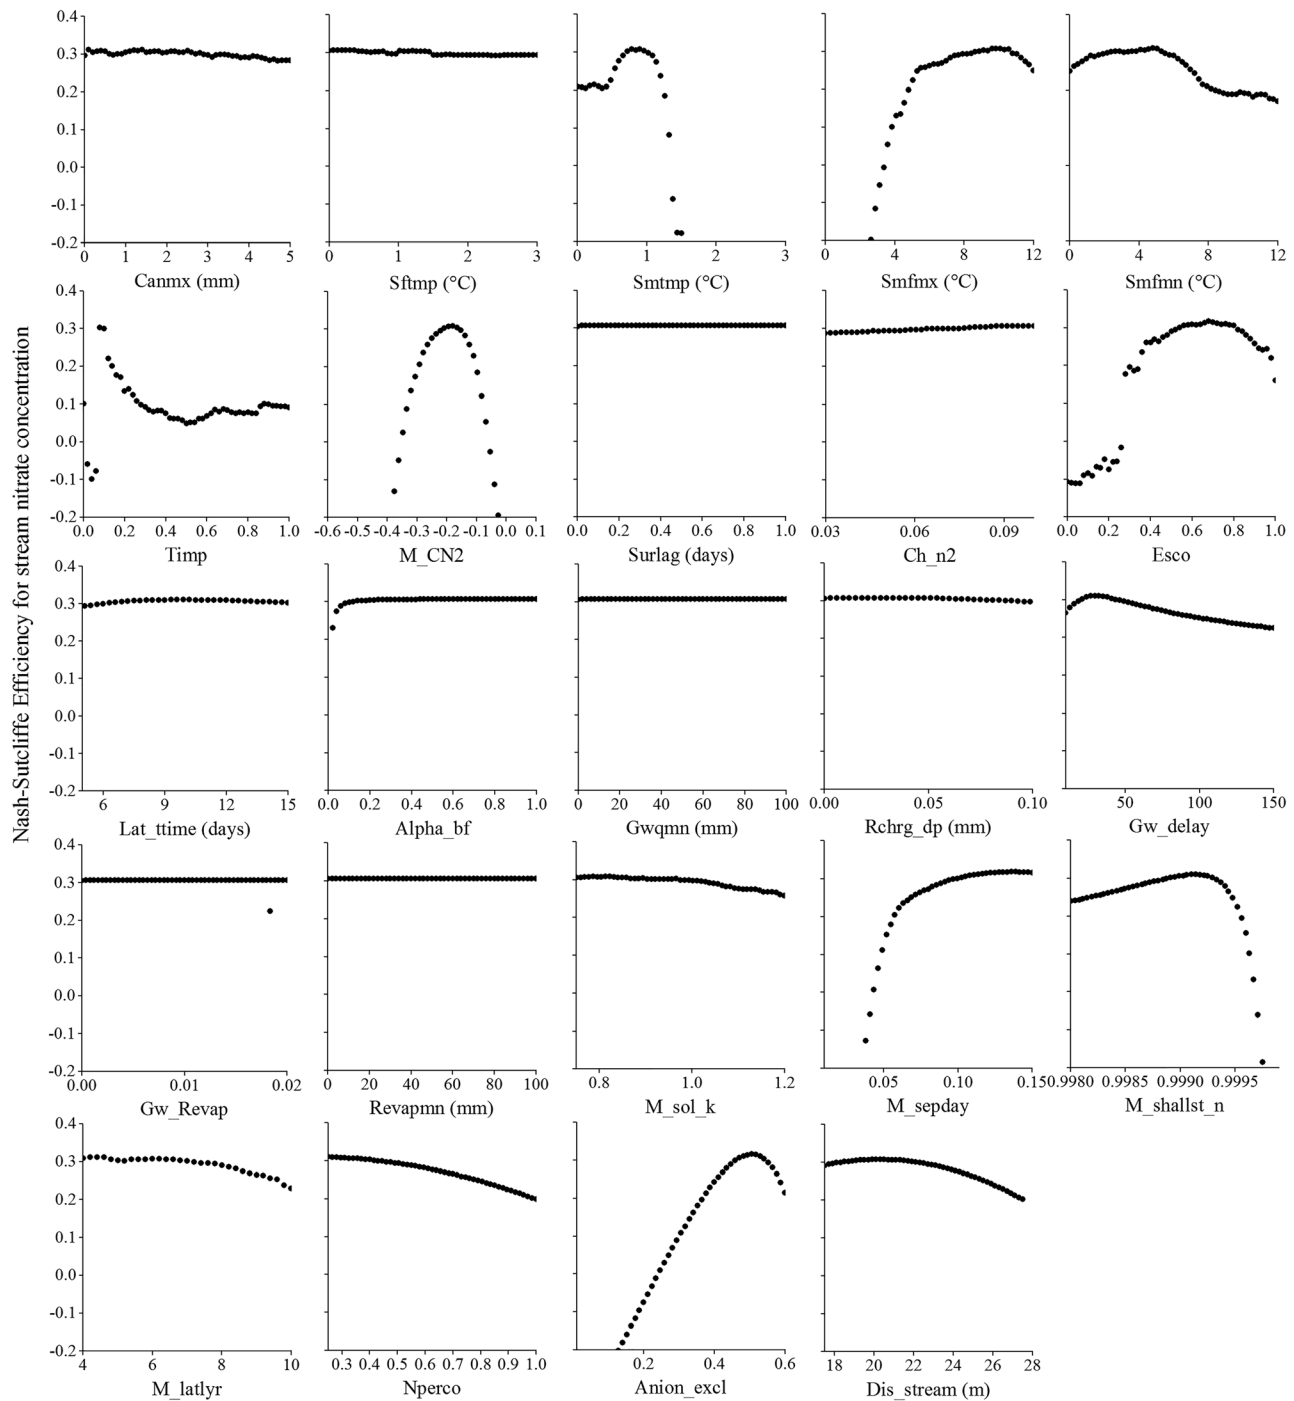 Nash-Sutcliffe Efficiency for stream nitrate concentration
0.4
0.3
0.2
0.1
0.0
-0.1
-0.2
0 1 2 3 4 5
Canmx (mm)
0 1 2 3
Sftmp (°C)
0 1 2 3
Smtmp (°C)
0 4 8 12
Smfmx (°C)
0 4 8 12
Smfmn (°C)
0.4
0.3
0.2
0.1
0.0
-0.1
-0.2
0.0 0.2 0.4 0.6 0.8 1.0
Timp
-0.6 -0.5 -0.4 -0.3 -0.2 -0.1 0.0 0.1
M_CN2
0.0 0.2 0.4 0.6 0.8 1.0
Surlag (days)
0.03 0.06 0.09
Ch_n2
0.0 0.2 0.4 0.6 0.8 1.0
Esco
0.4
0.3
0.2
0.1
0.0
-0.1
-0.2
6 9 12 15
Lat_ttime (days)
0.0 0.2 0.4 0.6 0.8 1.0
Alpha_bf
0 20 40 60 80 100
Gwqmn (mm)
0.00 0.05 0.10
Rchrg_dp (mm)
50 100 150
Gw_delay
0.4
0.3
0.2
0.1
0.0
-0.1
-0.2
0.00 0.01 0.02
Gw_Revap
0 20 40 60 80 100
Revapmn (mm)
0.8 1.0 1.2
M_sol_k
0.05 0.10 0.15
M_sepday
0.9980 0.9985 0.9990 0.9995
M_shallst_n
0.4
0.3
0.2
0.1
0.0
-0.1
-0.2
4 6 8 10
M_latlyr
0.3 0.4 0.5 0.6 0.7 0.8 0.9 1.0
Nperco
0.2 0.4 0.6
Anion_excl
18 20 22 24 26 28
Dis_stream (m)